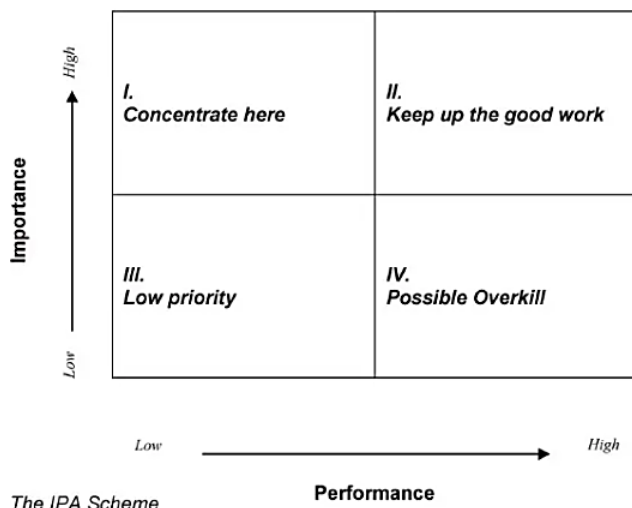 High
I.
Concentrate here
II.
Keep up the good work
Importance
III.
Low priority
IV.
Possible Overkill
Low
Low
High
Performance
The IPA Scheme